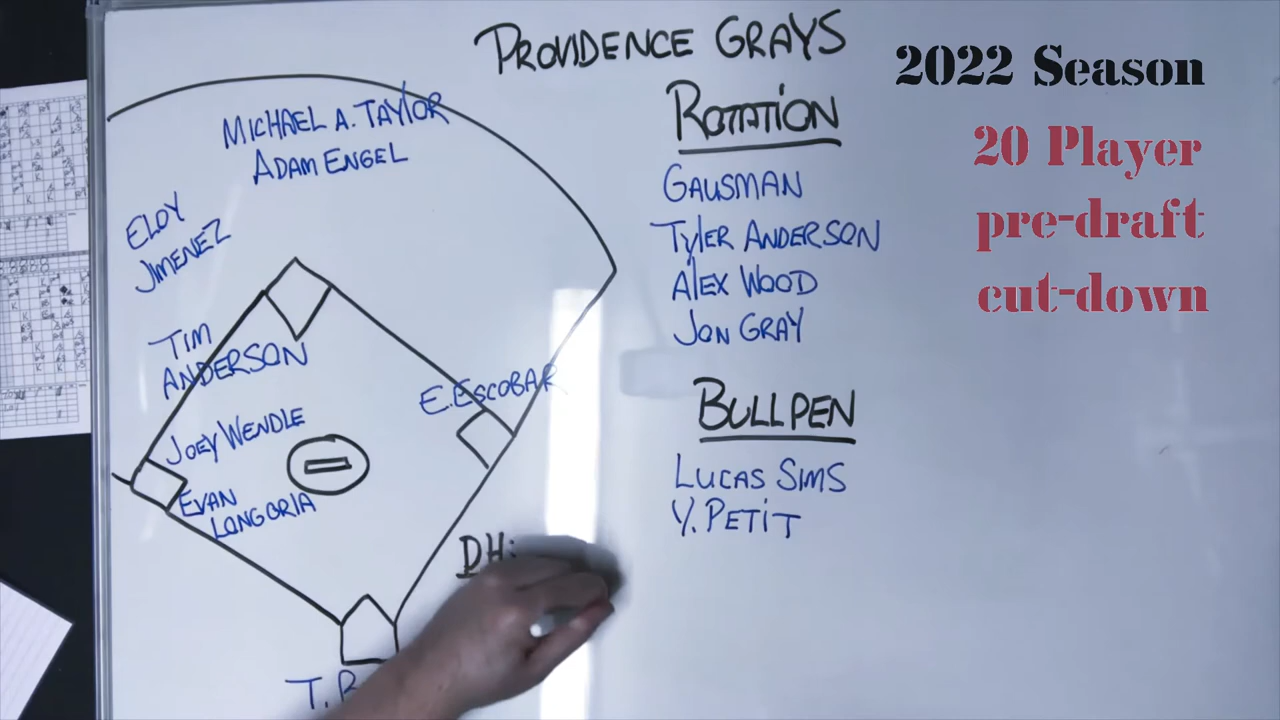 PROVIDENCE GRAYS
2022 Season
20 Player
pre-draft
cut-down
MICHAEL A. TAYLOR
ADAM ENGEL
ELOY
JIMENEZ
TIM
ANDERSON
E. ESCOBAR
JOEY WENDLE
EVAN
LONGORIA
DH:
T. B
ROTATION
GAUSMAN
TYLER ANDERSON
ALEX WOOD
JON GRAY
BULLPEN
LUCAS SIMS
Y. PETIT